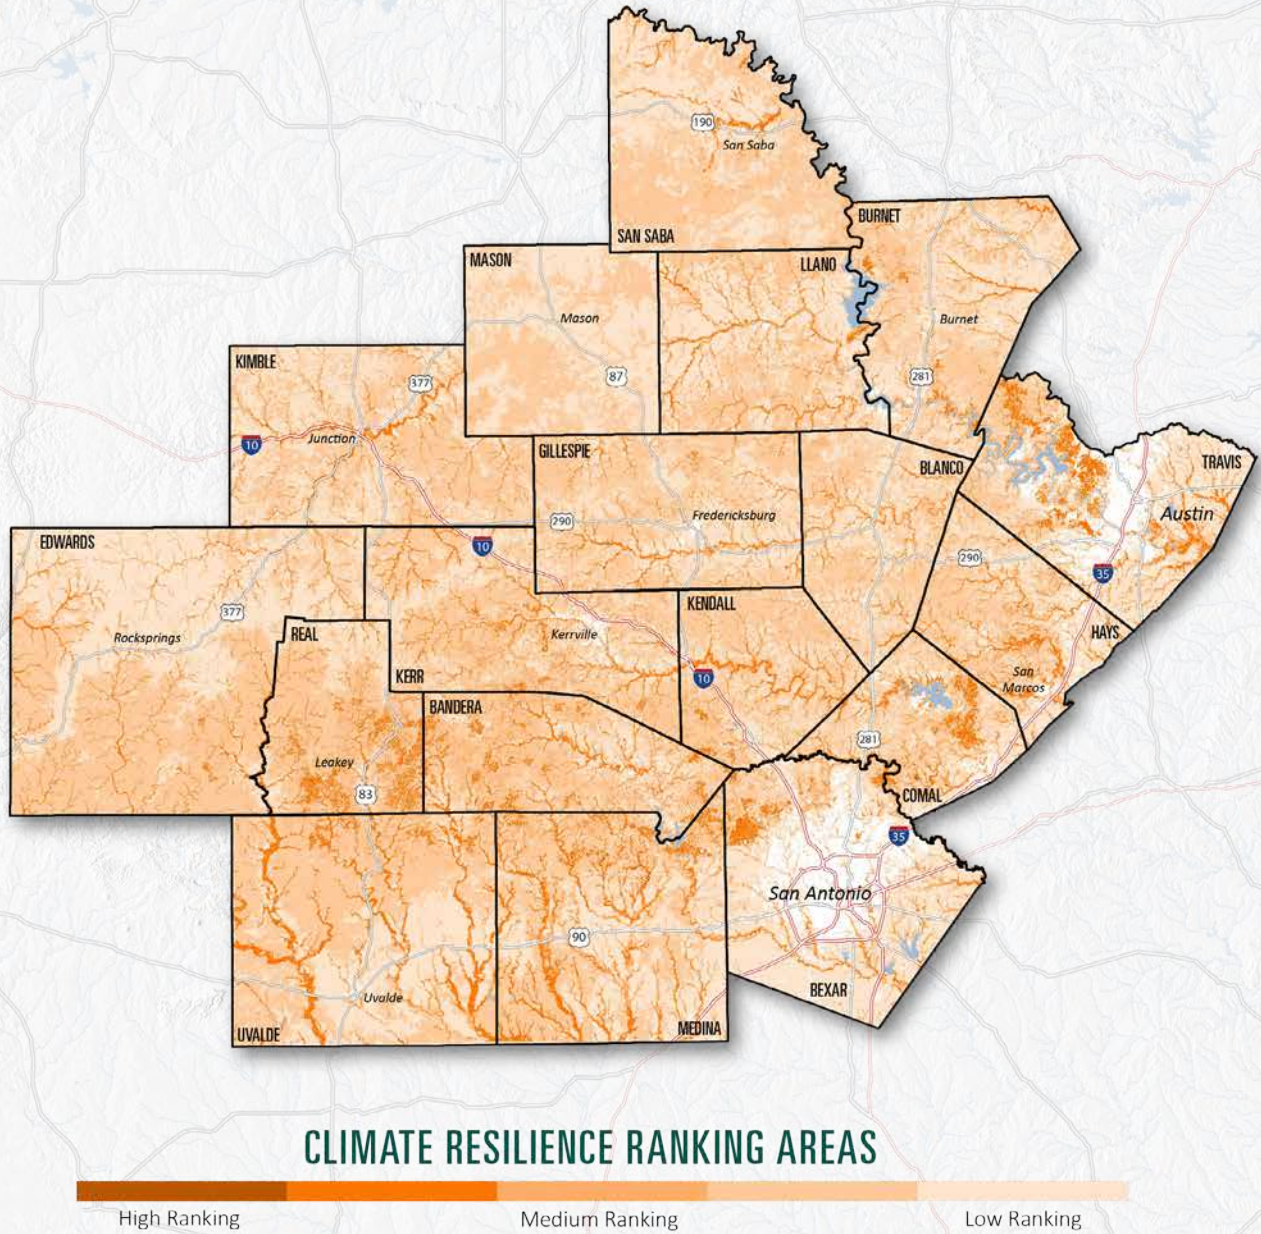 190
San Saba
BURNET
SAN SABA
MASON
LLANO
Mason
Burnet
KIMBLE
377
87
281
10
Junction
GILLESPIE
BLANCO
TRAVIS
290
Fredericksburg
Austin
EDWARDS
10
290
35
377
Rocksprings
REAL
Kerrville
KENDALL
HAYS
KERR
10
San
Marcos
BANDERA
281
Leakey
83
COMAL
35
San Antonio
90
Uvalde
BEXAR
UVALDE
MEDINA
CLIMATE RESILIENCE RANKING AREAS
High Ranking
Medium Ranking
Low Ranking